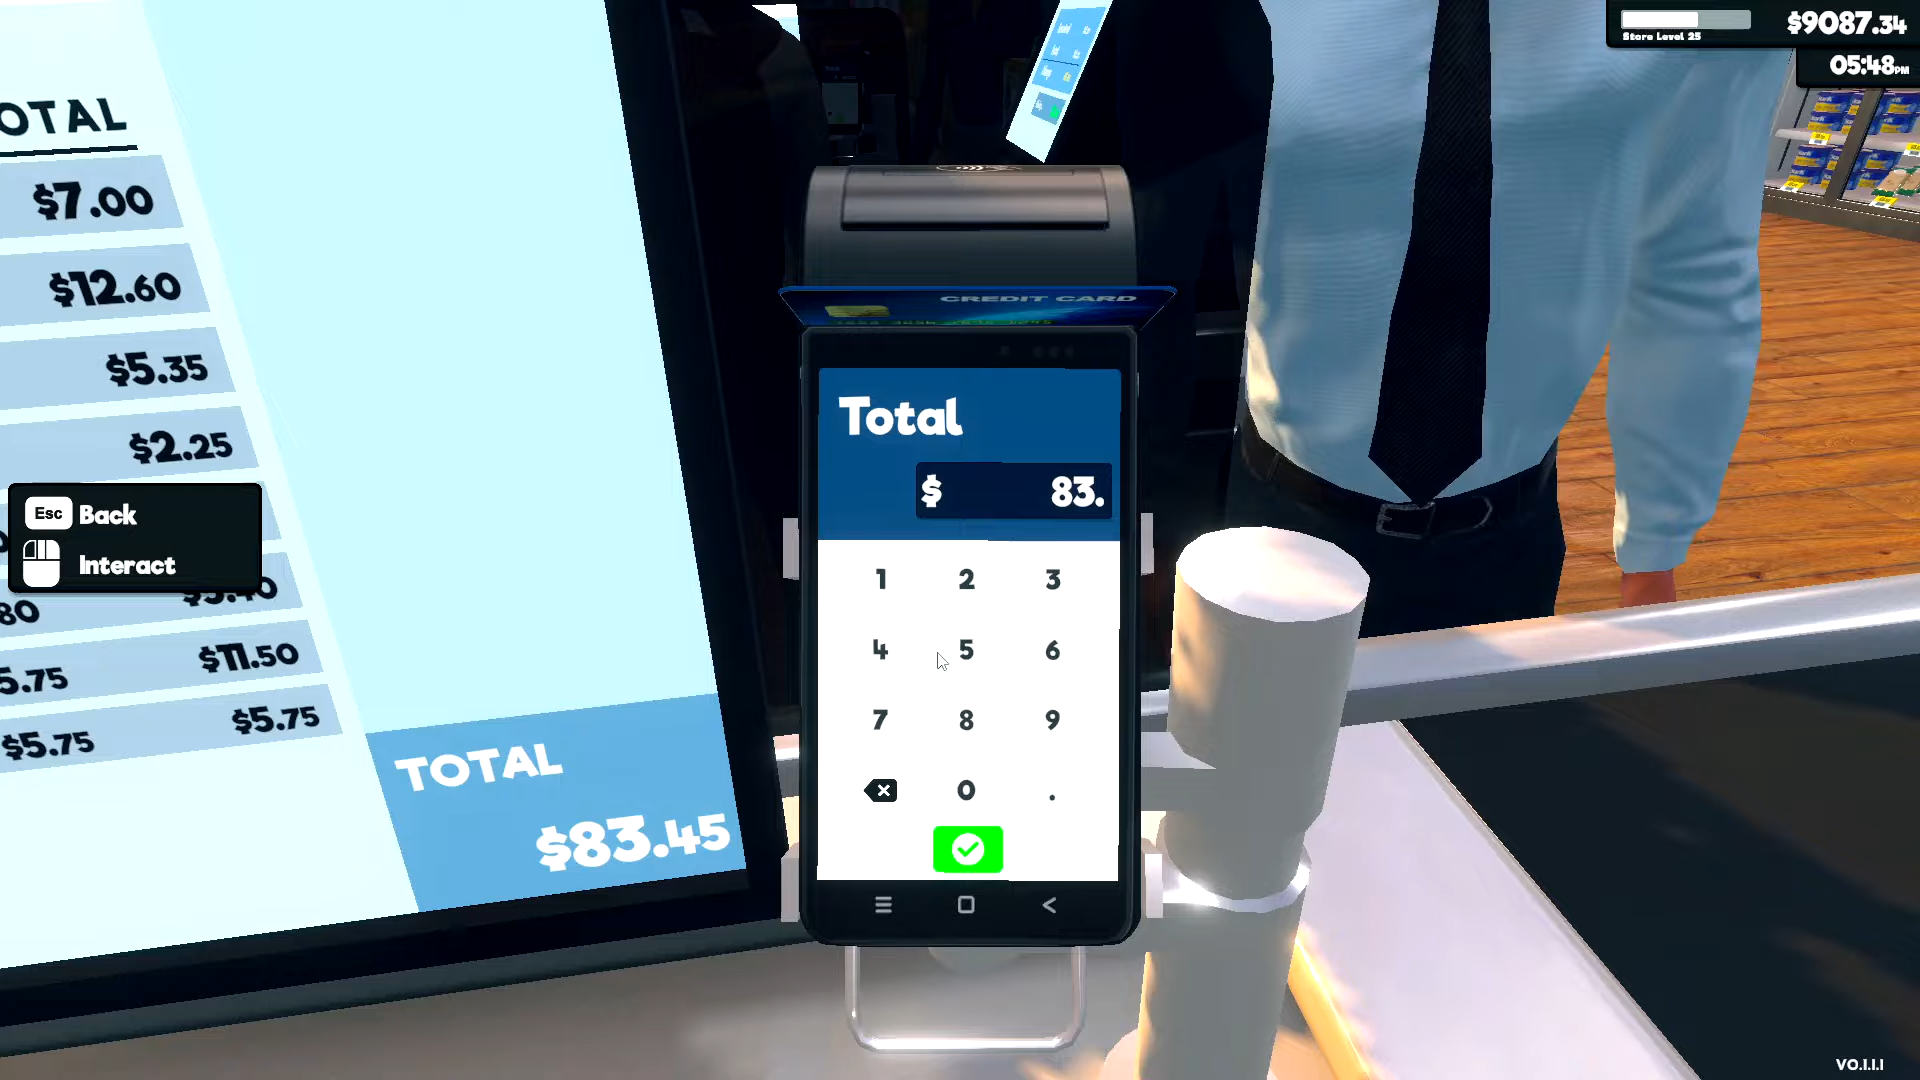 $9087.34
Store Level 25
05:48PM
OTAL
$7.00
$12.60
$5.35
$2.25
Esc Back
Interact
80 $3.40
5.75 $11.50
$5.75 $5.75
TOTAL
$83.45
CREDIT CARD
Total
$ 83.
1 2 3
4 5 6
7 8 9
0 .
V0.1.1.1